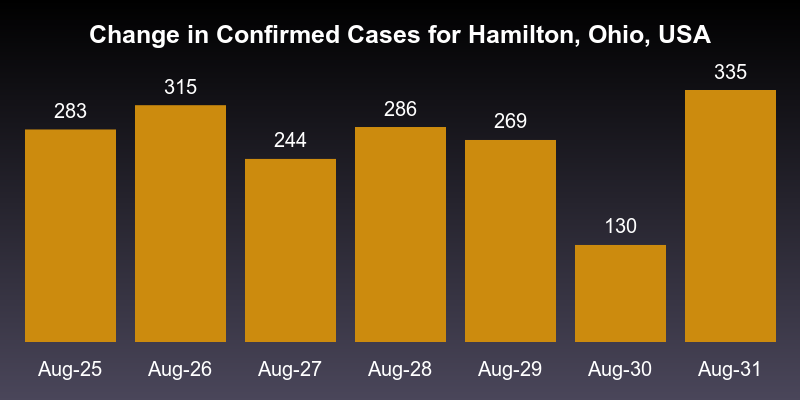 Change in Confirmed Cases for Hamilton, Ohio, USA
283
315
244
286
269
130
335
Aug-25
Aug-26
Aug-27
Aug-28
Aug-29
Aug-30
Aug-31